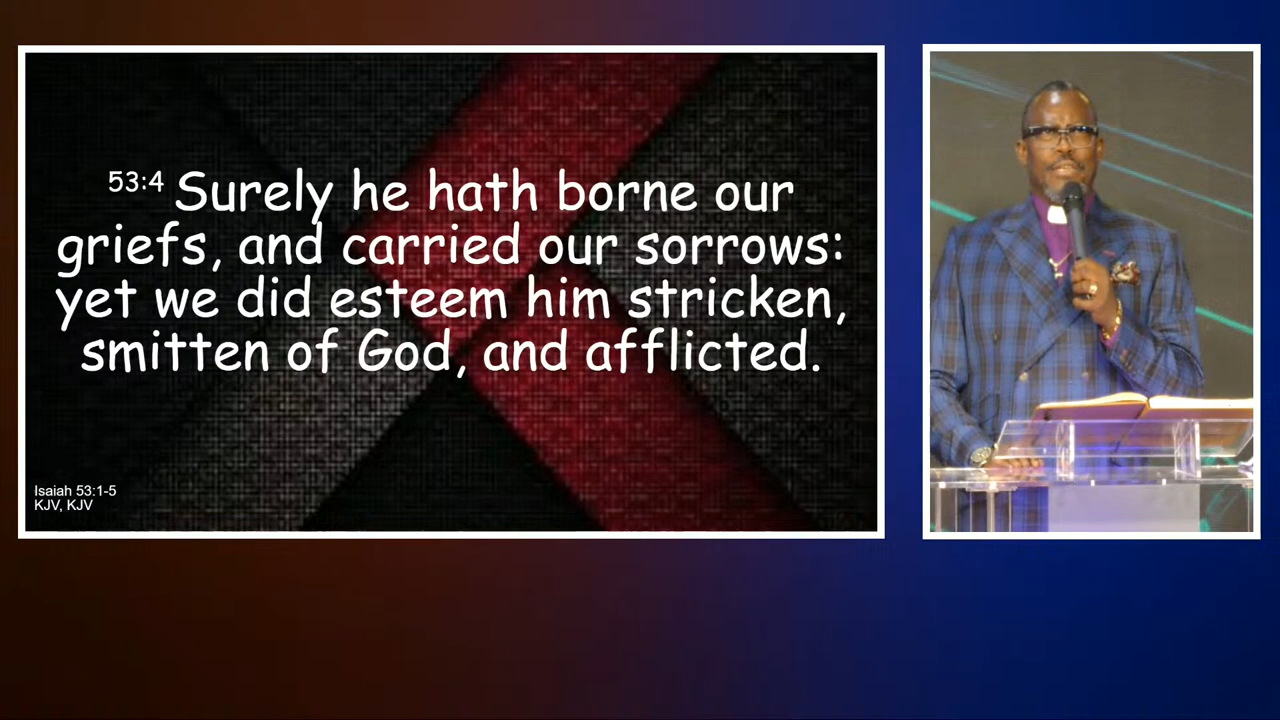 53:4 Surely he hath borne our
griefs, and carried our sorrows:
yet we did esteem him stricken,
smitten of God, and afflicted.
Isaiah 53:1-5
KJV, KJV